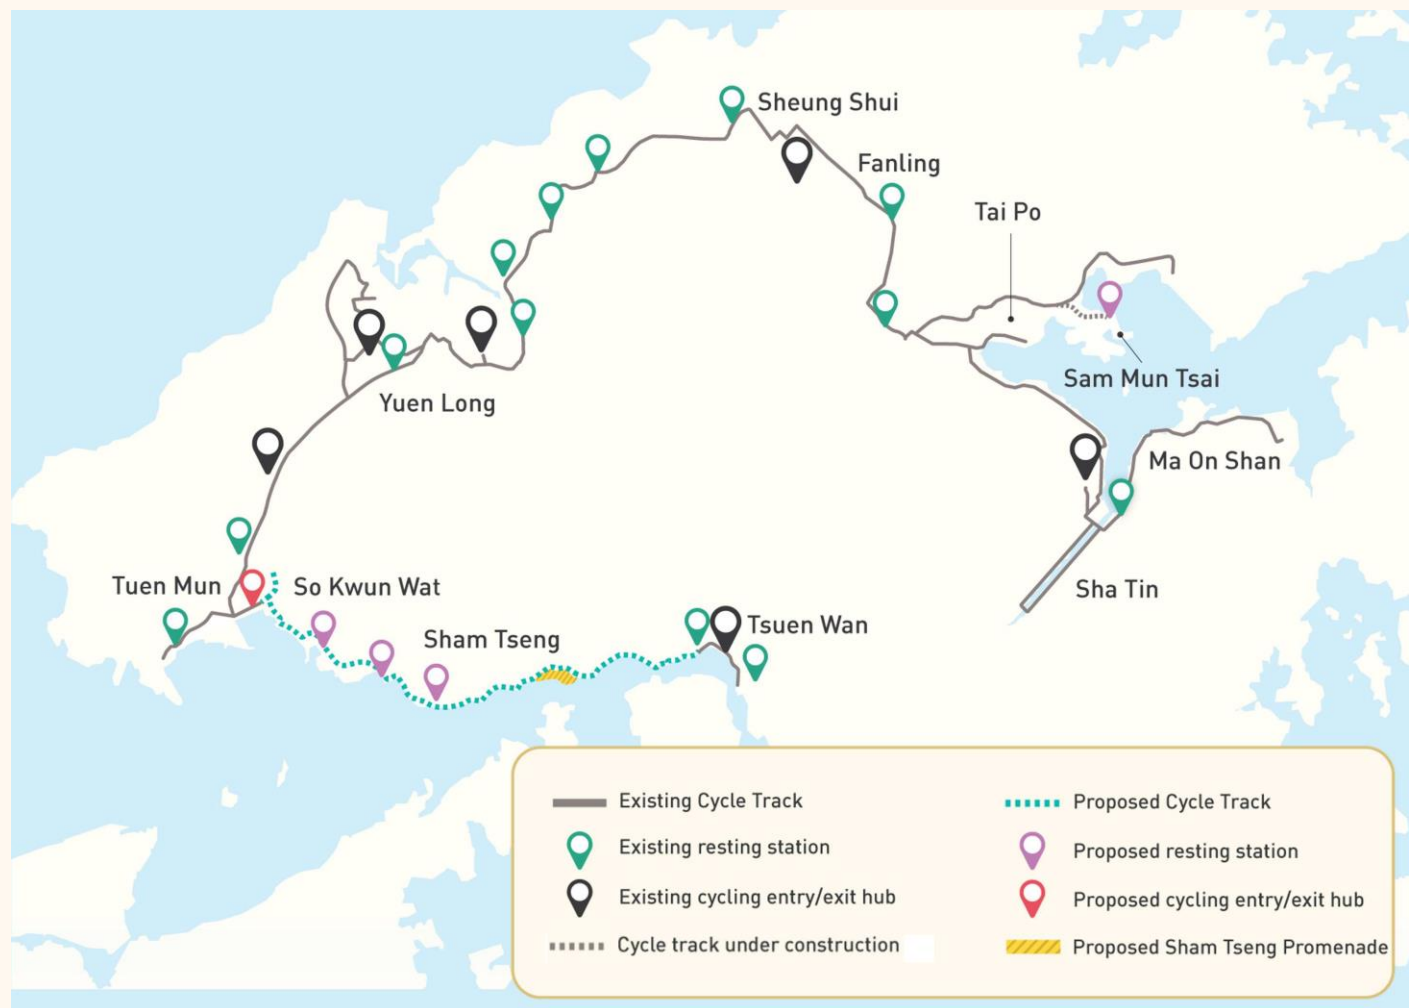 Sheung Shui
Fanling
Tai Po
Sam Mun Tsai
Yuen Long
Ma On Shan
Sha Tin
Tuen Mun
So Kwun Wat
Sham Tseng
Tsuen Wan
Existing Cycle Track
Existing resting station
Existing cycling entry/exit hub
Cycle track under construction
Proposed Cycle Track
Proposed resting station
Proposed cycling entry/exit hub
Proposed Sham Tseng Promenade